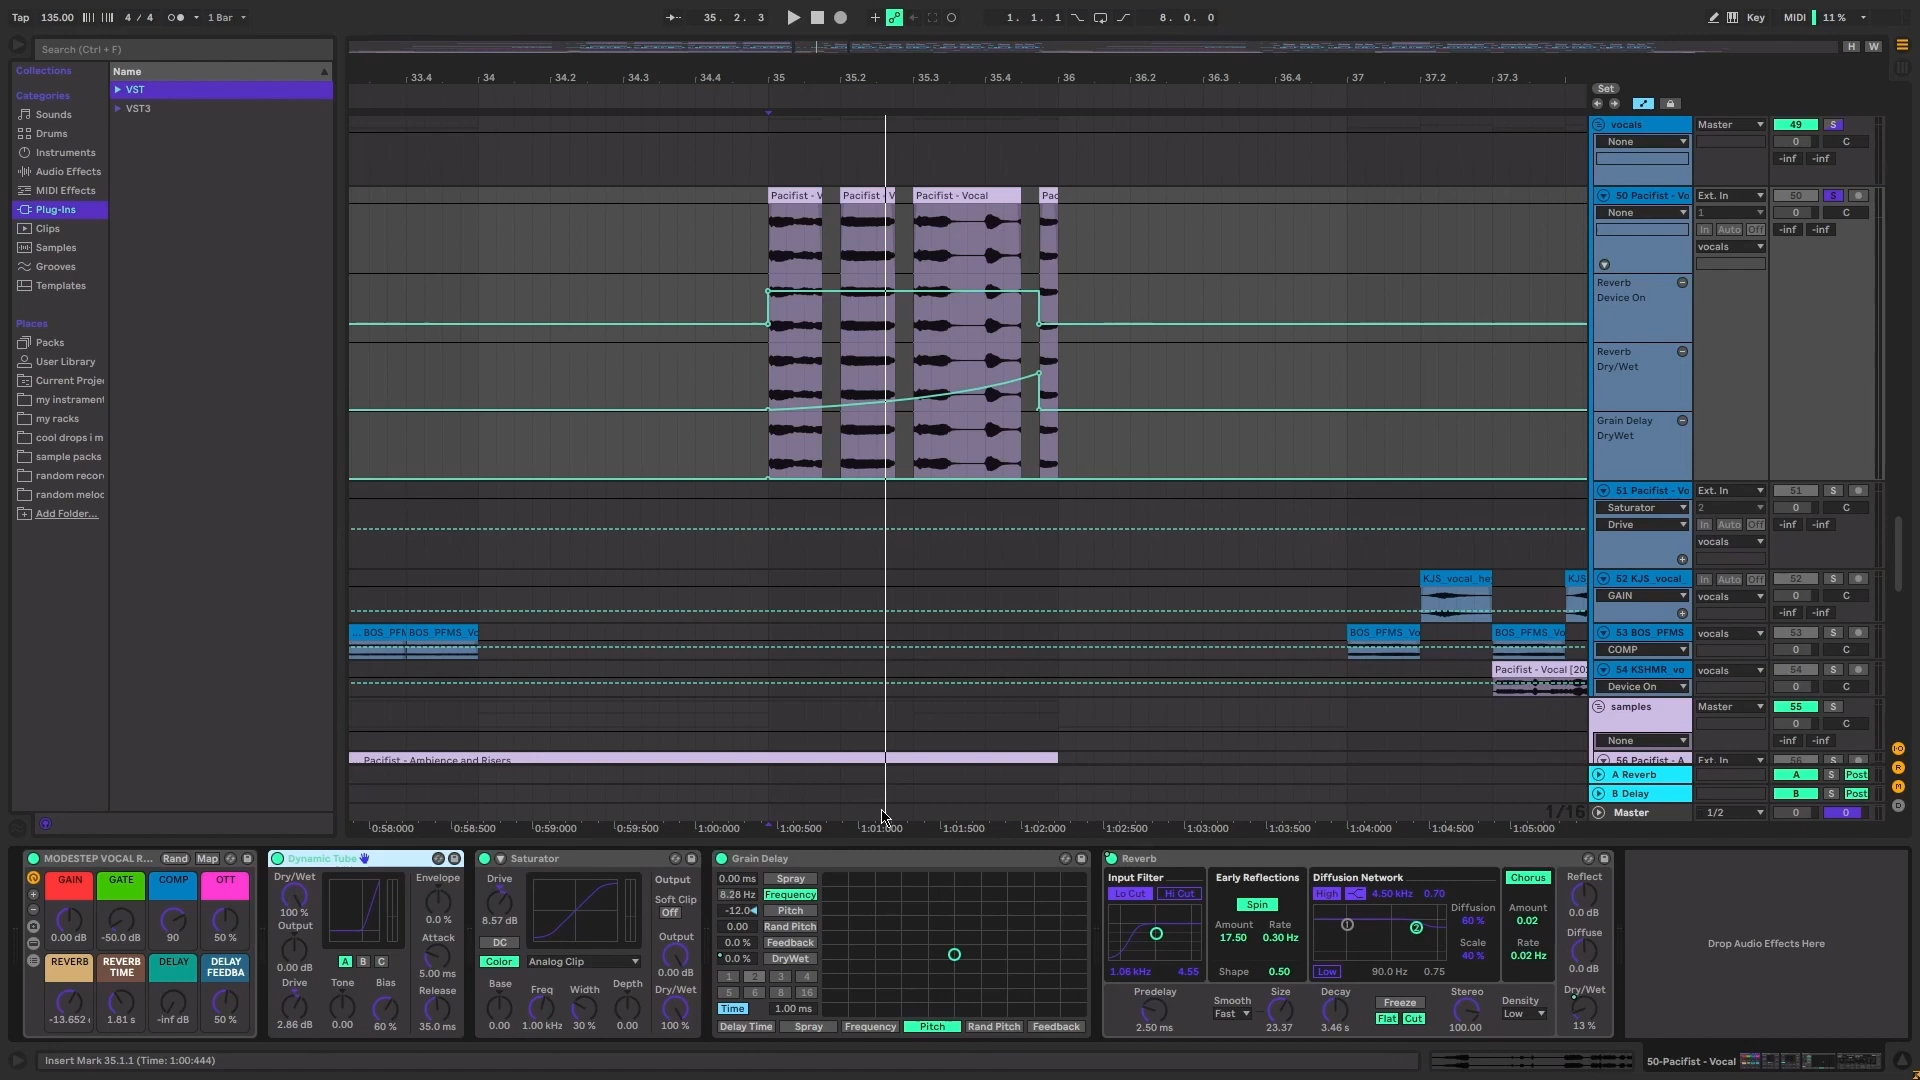 Tap 135.00 4 / 4 1 Bar 35. 2. 3 1. 1. 1 8. 0. 0 Key MIDI 11 %
Search (Ctrl + F)
H W
Collections Name
VST
VST3
Categories
Sounds
Drums
Instruments
Audio Effects
MIDI Effects
Plug-Ins
Clips
Samples
Grooves
Templates
Places
Packs
User Library
Current Projec
my instrament
my racks
cool drops i m
sample packs
random recor
random melod
Add Folder...
33.4 34 34.2 34.3 34.4 35 35.2 35.3 35.4 36 36.2 36.3 36.4 37 37.2 37.3
Set
vocals Master 49 S
None 0 C
-inf -inf
Pacifist - V Pacifist - V Pacifist - Vocal Pac
50 Pacifist - Vo Ext. In 50 S
None 1 0 C
In Auto Off -inf -inf
vocals
Reverb
Device On
Reverb
Dry/Wet
Grain Delay
DryWet
51 Pacifist - Vo Ext. In 51 S
Saturator 2 0 C
Drive In Auto Off -inf -inf
vocals
KJS_vocal_he KJS 52 KJS_vocal_ In Auto Off 52 S
GAIN vocals 0 C
-inf -inf
... BOS_PFM BOS_PFMS_Vo BOS_PFMS_Vo BOS_PFMS_Vo 53 BOS_PFMS vocals 53 S
COMP 0 C
Pacifist - Vocal [20 54 KSHMR_vo vocals 54 S
Device On 0 C
samples Master 55 S
0 C
None -inf -inf
Pacifist - Ambience and Risers 56 Pacifist - A Ext. In 56 S
A Reverb A S Post
B Delay B S Post
1/16 Master 1/2 0 0
0:58:000 0:58:500 0:59:000 0:59:500 1:00:000 1:00:500 1:01:000 1:01:500 1:02:000 1:02:500 1:03:000 1:03:500 1:04:000 1:04:500 1:05:000
MODESTEP VOCAL R... Rand Map
GAIN GATE COMP OTT
0.00 dB -50.0 dB 90 50 %
REVERB REVERB TIME DELAY DELAY FEEDBA
-13.652 1.81 s -inf dB 50 %
Dynamic Tube
Dry/Wet Envelope
100 % 0.0 %
Output Attack
0.00 dB A B C 5.00 ms
Drive Tone Bias Release
2.86 dB 0.00 60 % 35.0 ms
Saturator
Drive Output
8.57 dB Soft Clip
Off
DC Output
Color Analog Clip 0.00 dB
Base Freq Width Depth Dry/Wet
0.00 1.00 kHz 30 % 0.00 100 %
Grain Delay
0.00 ms Spray
8.28 Hz Frequency
-12.0 Pitch
0.00 Rand Pitch
0.0 % Feedback
0.0 % DryWet
1 2 3 4
5 6 8 16
Time 1.00 ms
Delay Time Spray Frequency Pitch Rand Pitch Feedback
Reverb
Input Filter Early Reflections Diffusion Network Chorus Reflect
Lo Cut Hi Cut Spin High 4.50 kHz 0.70 Amount 0.0 dB
Amount Rate Diffusion 0.02
17.50 0.30 Hz 1 2 60 % Diffuse
Scale Rate 0.0 dB
1.06 kHz 4.55 Shape 0.50 Low 90.0 Hz 0.75 40 % 0.02 Hz
Predelay Smooth Size Decay Freeze Stereo Density Dry/Wet
2.50 ms Fast 23.37 3.46 s Flat Cut 100.00 Low 13 %
Drop Audio Effects Here
I·O
R
M
D
Insert Mark 35.1.1 (Time: 1:00:444) 50-Pacifist - Vocal